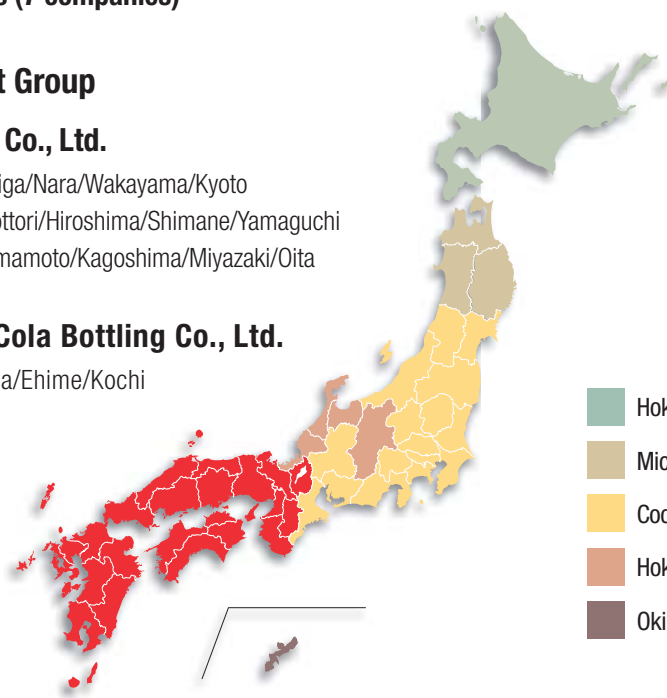 (7 companies)
t Group
Co., Ltd.
iga/Nara/Wakayama/Kyoto
ottori/Hiroshima/Shimane/Yamaguchi
mamoto/Kagoshima/Miyazaki/Oita
Cola Bottling Co., Ltd.
a/Ehime/Kochi
Hok
Mic
Coc
Hok
Oki